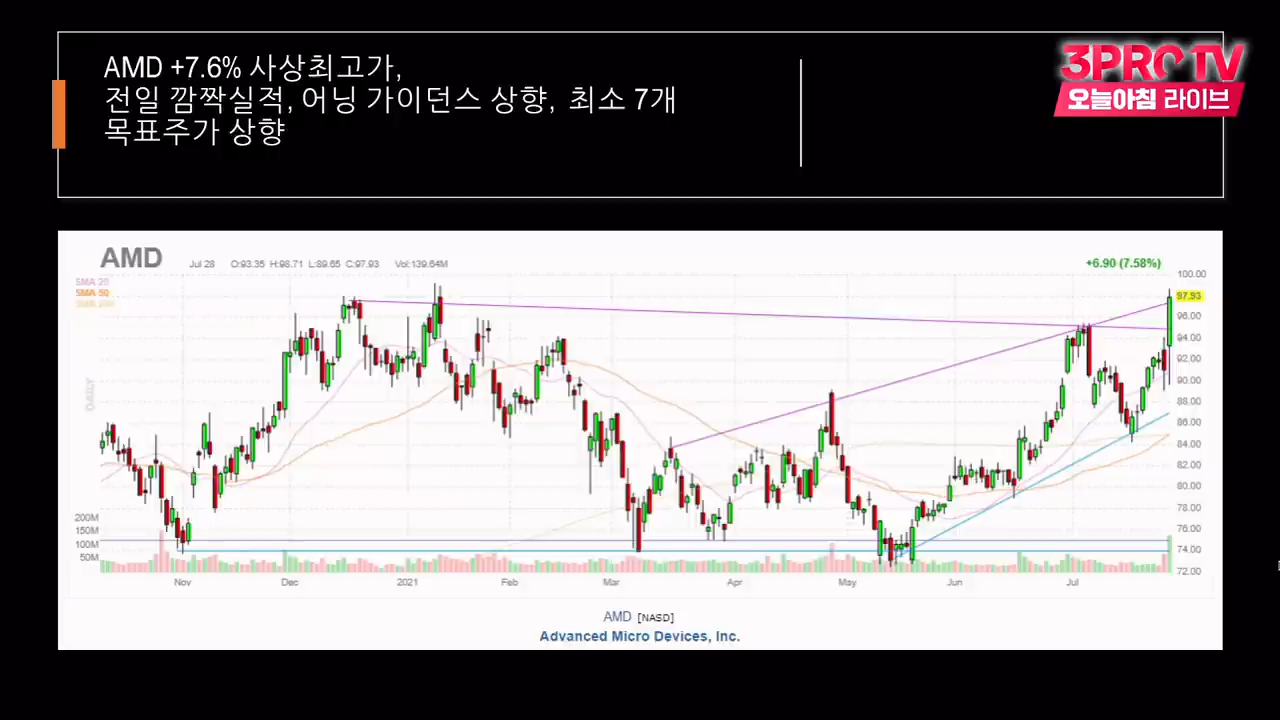 AMD +7.6% 사상최고가,
전일 깜짝실적, 어닝 가이던스 상향, 최소 7개
목표주가 상향
3PRO TV
오늘아침 라이브
AMD Jul 28 O:93.35 H:98.71 L:89.65 C:97.93 Vol:139.64M
+6.90 (7.58%)
SMA 20
SMA 50
SMA 200
DAILY
100.00
97.93
96.00
94.00
92.00
90.00
88.00
86.00
84.00
82.00
80.00
78.00
76.00
74.00
72.00
200M
150M
100M
50M
Nov Dec 2021 Feb Mar Apr May Jun Jul
AMD [NASD]
Advanced Micro Devices, Inc.